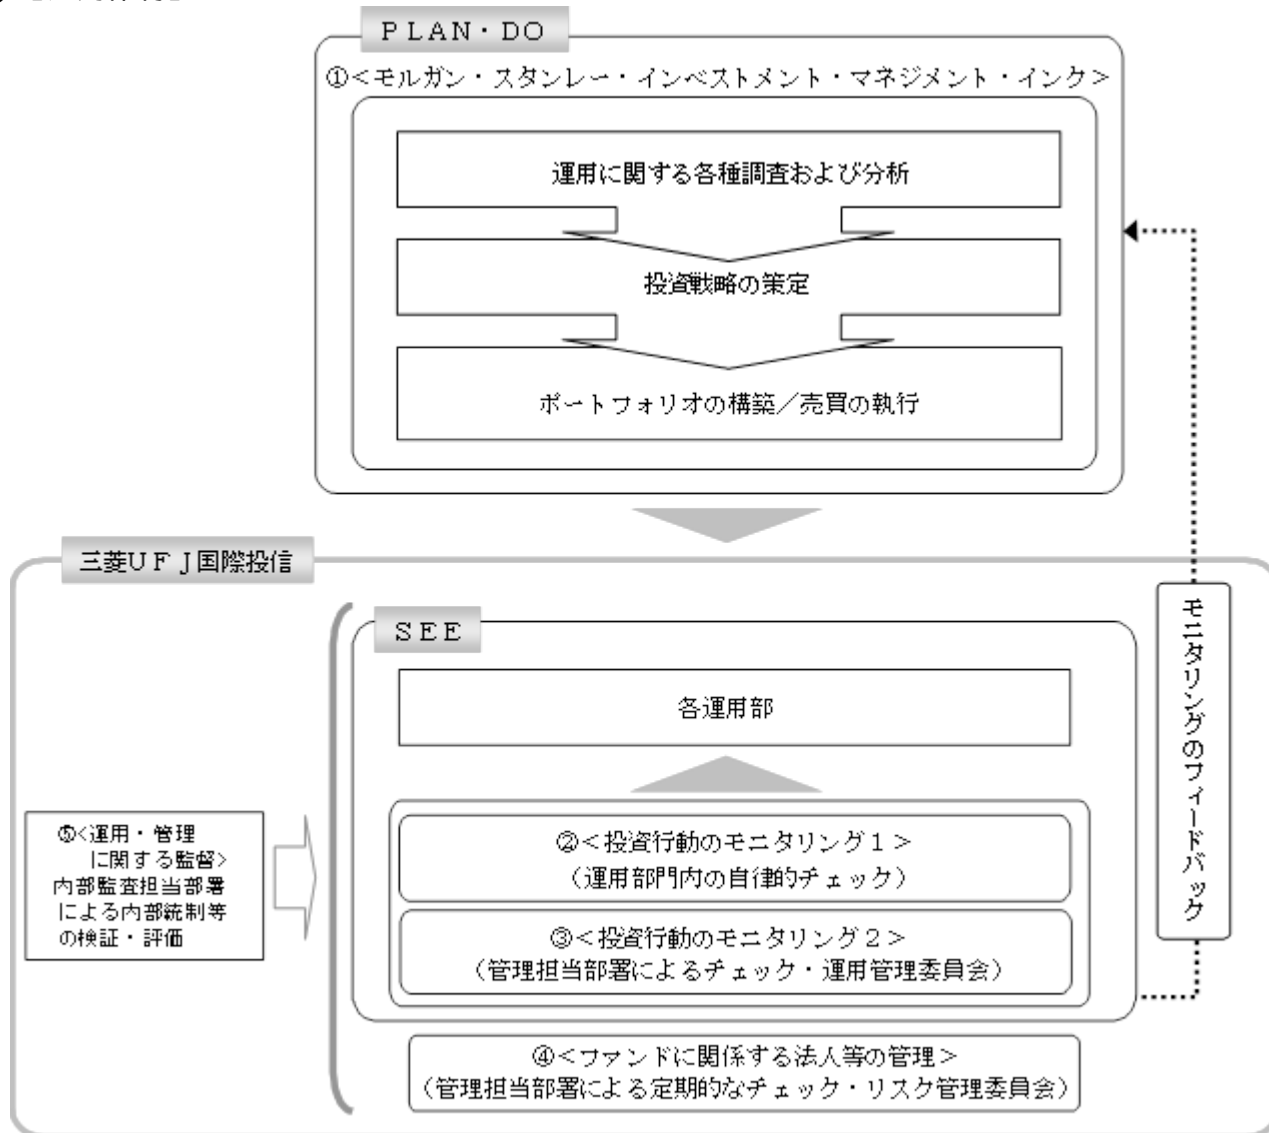 ＰＬＡＮ・ＤＯ
①＜モルガン・スタンレー・インベストメント・マネジメント・インク＞
運用に関する各種調査および分析
投資戦略の策定
ポートフォリオの構築／売買の執行
三菱ＵＦＪ国際投信
ＳＥＥ
各運用部
②＜投資行動のモニタリング１＞
（運用部門内の自律的チェック）
③＜投資行動のモニタリング２＞
（管理担当部署によるチェック・運用管理委員会）
④＜ファンドに関係する法人等の管理＞
（管理担当部署による定期的なチェック・リスク管理委員会）
⑤<運用・管理
に関する監督>
内部監査担当部署
による内部統制等
の検証・評価
モニタリングのフィードバック